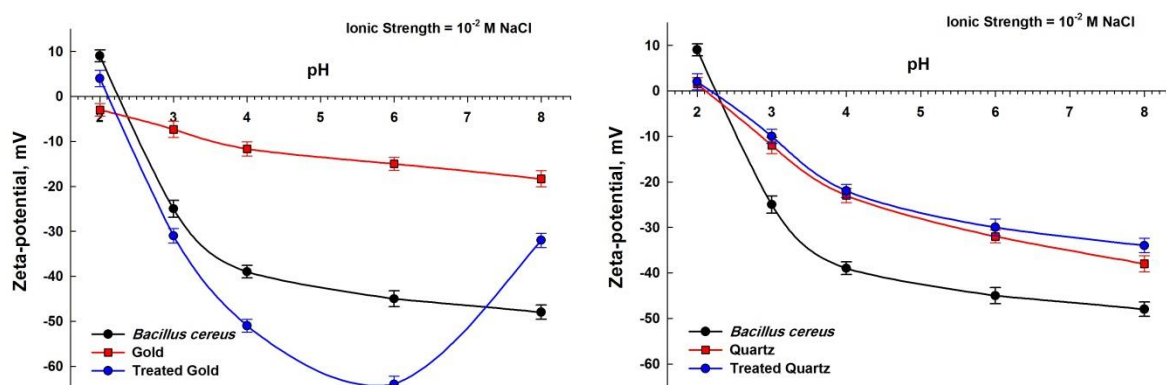 Ionic Strength = 10⁻² M NaCl
10
pH
0
2 3 4 5 6 7 8
-10
-20
-30
-40
-50
-60
Zeta-potential, mV
Bacillus cereus
Gold
Treated Gold
Ionic Strength = 10⁻² M NaCl
10
pH
0
2 3 4 5 6 7 8
-10
-20
-30
-40
-50
-60
Zeta-potential, mV
Bacillus cereus
Quartz
Treated Quartz